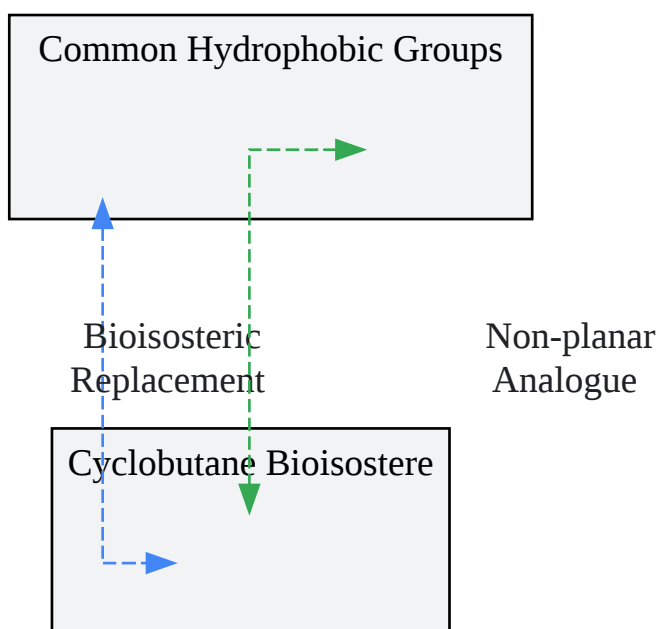 Common Hydrophobic Groups
Bioisosteric
Replacement
Non-planar
Analogue
Cyclobutane Bioisostere